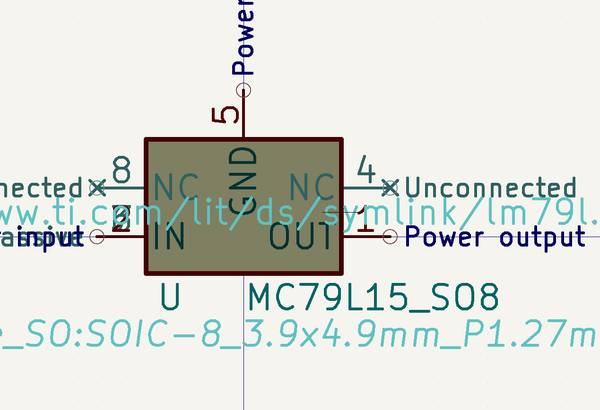 Power
5
8
4
NC
GND
NC
Unconnected
ww.ti.com/lit/ds/symlink/lm79l.
input
IN
OUT
1
Power output
U
MC79L15_SO8
e_SO:SOIC-8_3.9x4.9mm_P1.27m